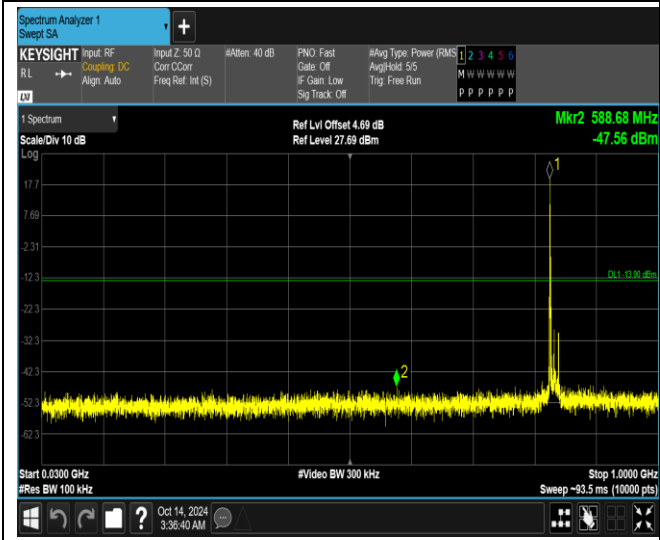 Spectrum Analyzer 1
Swept SA
+
KEYSIGHT
RL
LXI
Input: RF
Coupling: DC
Align: Auto
Input Z: 50 Ω
Corr CCorr
Freq Ref: Int (S)
#Atten: 40 dB
PNO: Fast
Gate: Off
IF Gain: Low
Sig Track: Off
#Avg Type: Power (RMS
Avg|Hold: 5/5
Trig: Free Run
1 2 3 4 5 6
M W W W W W
P P P P P P
1 Spectrum
Scale/Div 10 dB
Log
Ref Lvl Offset 4.69 dB
Ref Level 27.69 dBm
Mkr2 588.68 MHz
-47.56 dBm
1
17.7
7.69
-2.31
-12.3
DL1 -13.00 dBm
-22.3
-32.3
-42.3
2
-52.3
-62.3
Start 0.0300 GHz
#Res BW 100 kHz
#Video BW 300 kHz
Stop 1.0000 GHz
Sweep ~93.5 ms (10000 pts)
?
Oct 14, 2024
3:36:40 AM